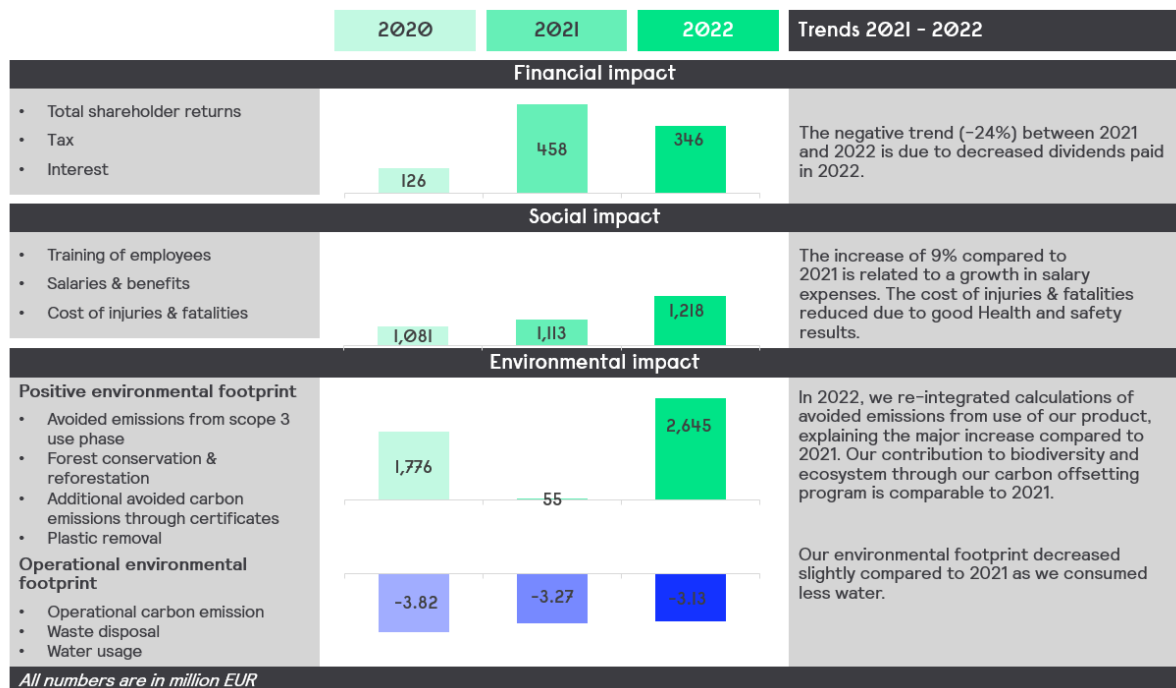 2020 2021 2022 Trends 2021 - 2022
Financial impact
• Total shareholder returns
• Tax
• Interest
126
458
346
The negative trend (-24%) between 2021
and 2022 is due to decreased dividends paid
in 2022.
Social impact
• Training of employees
• Salaries & benefits
• Cost of injuries & fatalities
1,081
1,113
1,218
The increase of 9% compared to
2021 is related to a growth in salary
expenses. The cost of injuries & fatalities
reduced due to good Health and safety
results.
Environmental impact
Positive environmental footprint
• Avoided emissions from scope 3
use phase
• Forest conservation &
reforestation
• Additional avoided carbon
emissions through certificates
• Plastic removal
1,776
55
2,645
In 2022, we re-integrated calculations of
avoided emissions from use of our product,
explaining the major increase compared to
2021. Our contribution to biodiversity and
ecosystem through our carbon offsetting
program is comparable to 2021.
Operational environmental
footprint
• Operational carbon emission
• Waste disposal
• Water usage
-3.82
-3.27
-3.13
Our environmental footprint decreased
slightly compared to 2021 as we consumed
less water.
All numbers are in million EUR